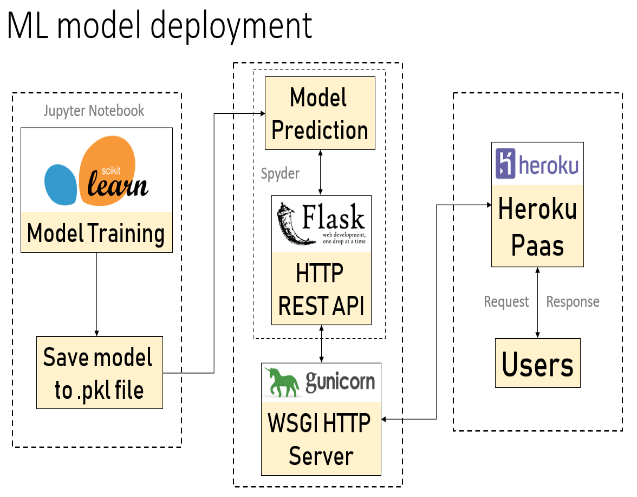 ML model deployment
Jupyter Notebook
scikit
learn
Model Training
Save model
to .pkl file
Model
Prediction
Spyder
Flask
web development,
one drop at a time
HTTP
REST API
gunicorn
WSGI HTTP
Server
heroku
Heroku
Paas
Request
Response
Users